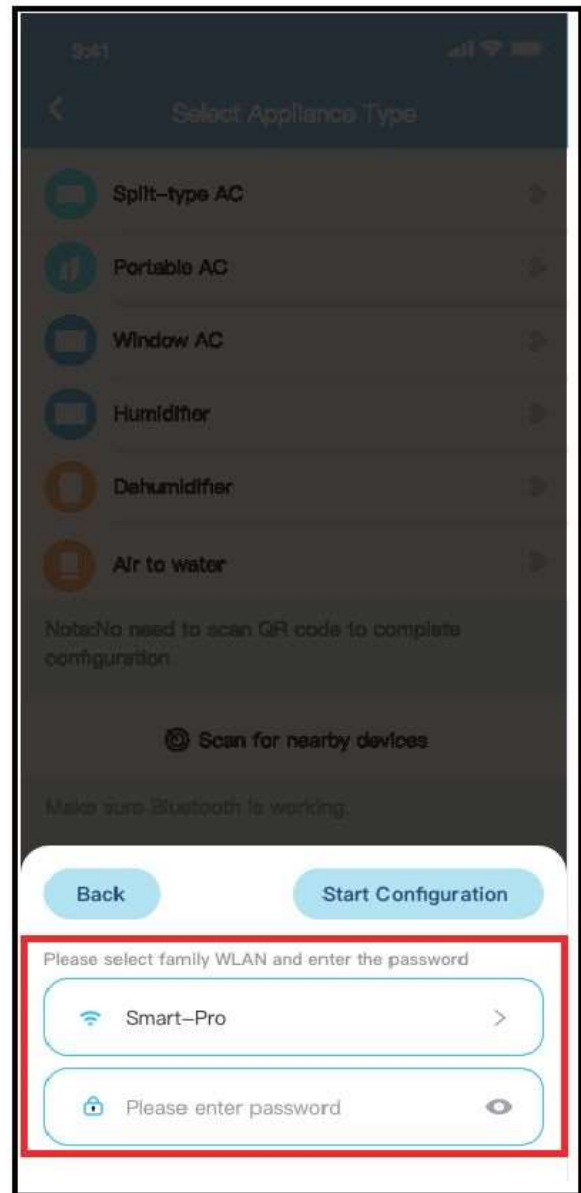 9:41
Select Appliance Type
Split-type AC
Portable AC
Window AC
Humidifier
Dehumidifier
Air to water
Note:No need to scan QR code to complete
configuration
Scan for nearby devices
Make sure Bluetooth is working.
Back
Start Configuration
Please select family WLAN and enter the password
Smart-Pro
Please enter password